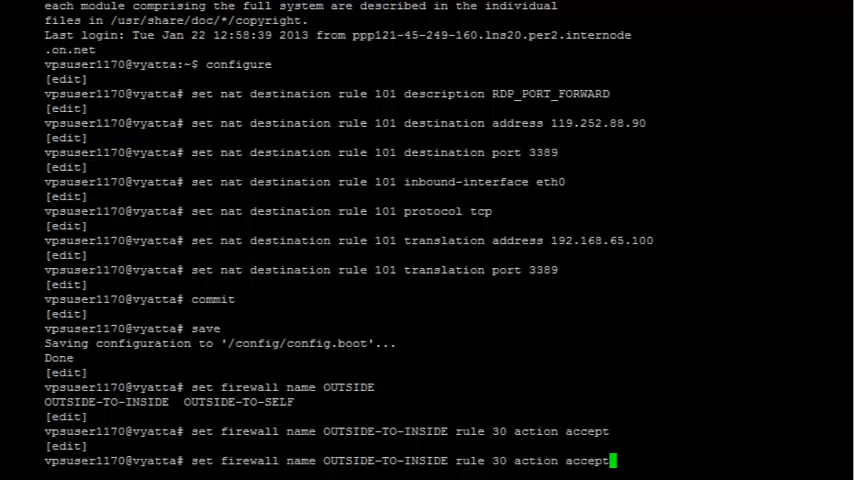 each module comprising the full system are described in the individual
files in /usr/share/doc/*/copyright.
Last login: Tue Jan 22 12:58:39 2013 from ppp121-45-249-160.lns20.per2.internode
.on.net
vpsuser1170@vyatta:~$ configure
[edit]
vpsuser1170@vyatta# set nat destination rule 101 description RDP_PORT_FORWARD
[edit]
vpsuser1170@vyatta# set nat destination rule 101 destination address 119.252.88.90
[edit]
vpsuser1170@vyatta# set nat destination rule 101 destination port 3389
[edit]
vpsuser1170@vyatta# set nat destination rule 101 inbound-interface eth0
[edit]
vpsuser1170@vyatta# set nat destination rule 101 protocol tcp
[edit]
vpsuser1170@vyatta# set nat destination rule 101 translation address 192.168.65.100
[edit]
vpsuser1170@vyatta# set nat destination rule 101 translation port 3389
[edit]
vpsuser1170@vyatta# commit
[edit]
vpsuser1170@vyatta# save
Saving configuration to '/config/config.boot'...
Done
[edit]
vpsuser1170@vyatta# set firewall name OUTSIDE
OUTSIDE-TO-INSIDE  OUTSIDE-TO-SELF
[edit]
vpsuser1170@vyatta# set firewall name OUTSIDE-TO-INSIDE rule 30 action accept
[edit]
vpsuser1170@vyatta# set firewall name OUTSIDE-TO-INSIDE rule 30 action accept